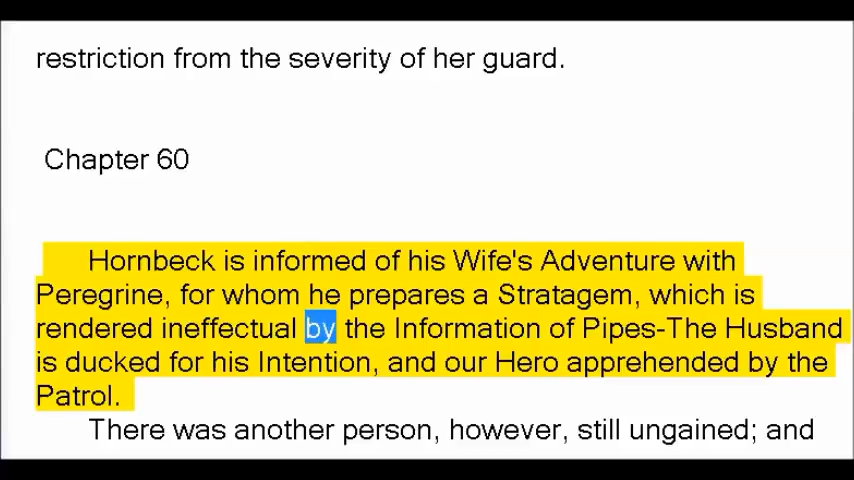 restriction from the severity of her guard.
Chapter 60
Hornbeck is informed of his Wife's Adventure with
Peregrine, for whom he prepares a Stratagem, which is
rendered ineffectual by the Information of Pipes-The Husband
is ducked for his Intention, and our Hero apprehended by the
Patrol.
There was another person, however, still ungained; and